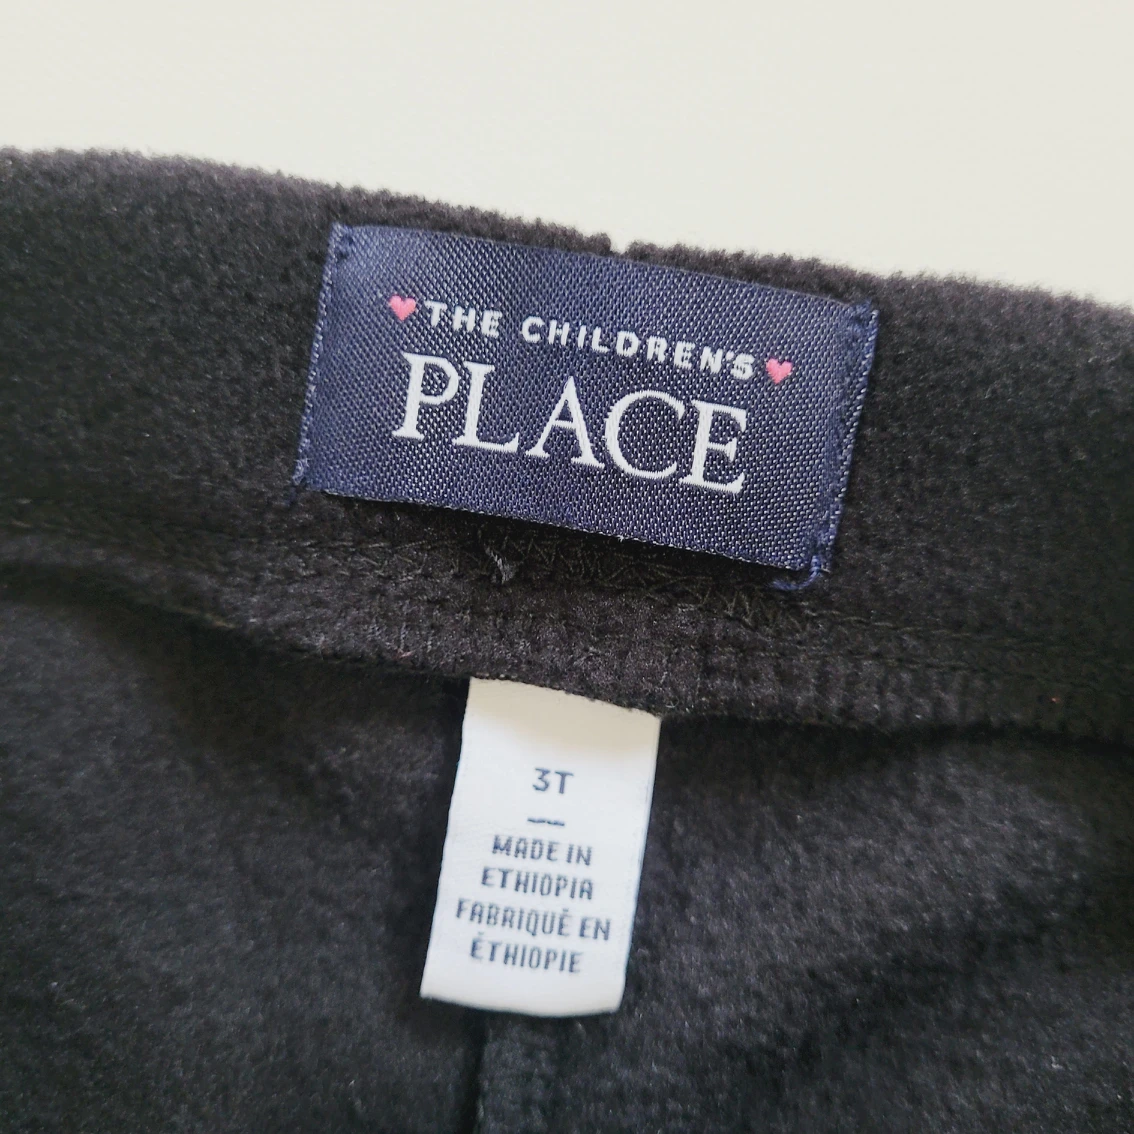 THE CHILDREN'S
PLACE
3T
MADE IN
ETHIOPIA
FABRIQUÉ EN
ÉTHIOPIE